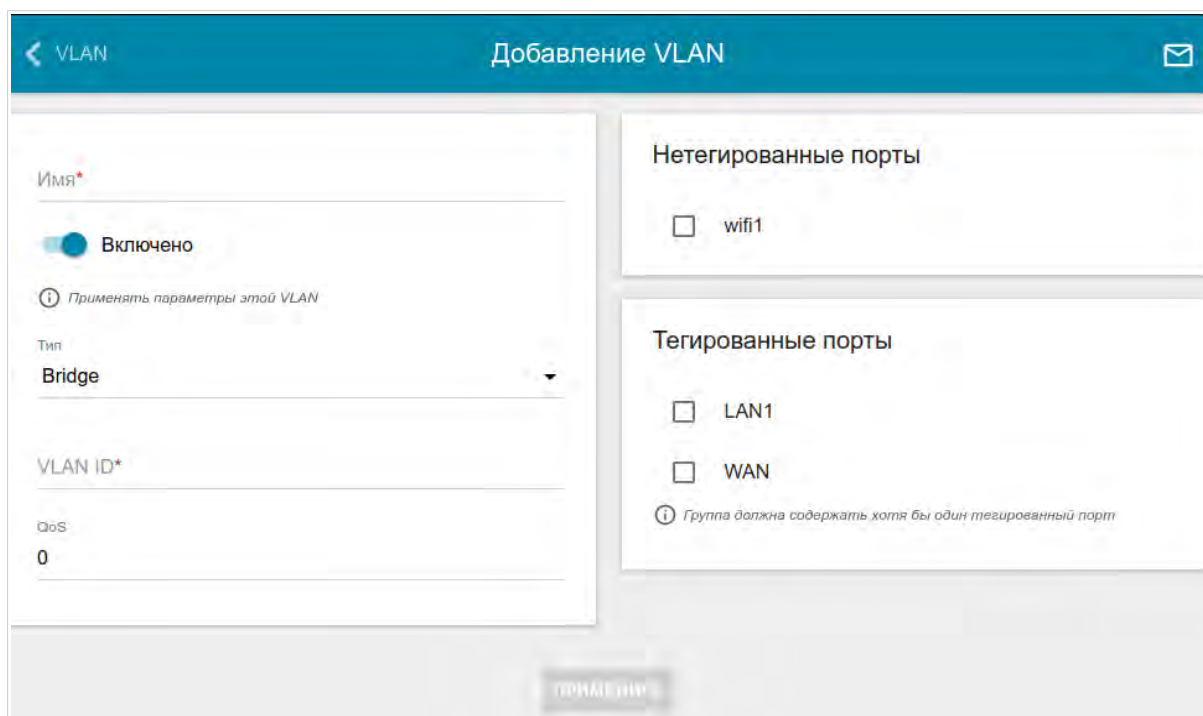 VLAN
Добавление VLAN
Имя*
Включено
Применять параметры этой VLAN
Тип
Bridge
VLAN ID*
QoS
0
Нетегированные порты
wifi1
Тегированные порты
LAN1
WAN
Группа должна содержать хотя бы один тегированный порт
ПРИМЕНИТЬ